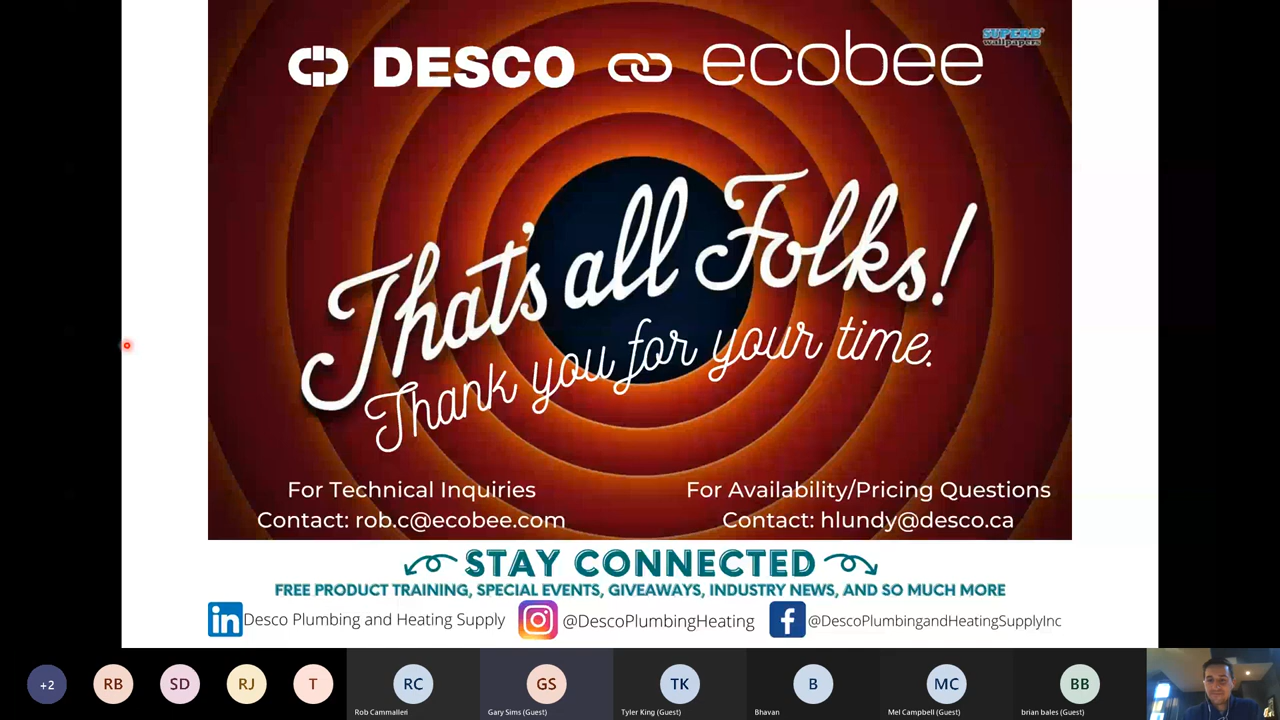 DESCO
ecobee
SUPERB
wallpapers
That's all Folks!
Thank you for your time.
For Technical Inquiries
Contact: rob.c@ecobee.com
For Availability/Pricing Questions
Contact: hlundy@desco.ca
STAY CONNECTED
FREE PRODUCT TRAINING, SPECIAL EVENTS, GIVEAWAYS, INDUSTRY NEWS, AND SO MUCH MORE
in Desco Plumbing and Heating Supply @DescoPlumbingHeating f @DescoPlumbingandHeatingSupplyInc
+2 RB SD RJ T RC GS TK B MC BB
Rob Cammalleri Gary Sims (Guest) Tyler King (Guest) Bhavan Mel Campbell (Guest) brian bales (Guest)